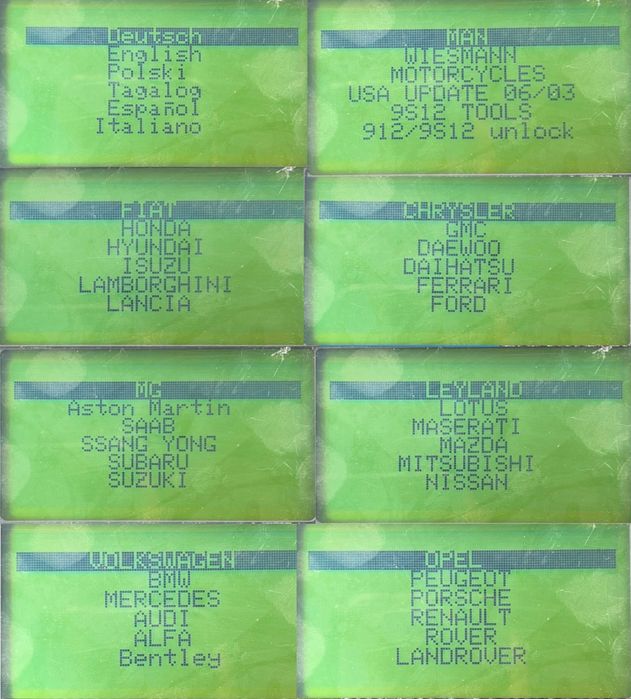 Deutsch
English
Polski
Tagalog
Español
Italiano
MAN
WIESMANN
MOTORCYCLES
USA UPDATE 06/03
9S12 TOOLS
912/9S12 unlock
FIAT
HONDA
HYUNDAI
ISUZU
LAMBORGHINI
LANCIA
CHRYSLER
GMC
DAEWOO
DAIHATSU
FERRARI
FORD
MG
Aston Martin
SAAB
SSANG YONG
SUBARU
SUZUKI
LEYLAND
LOTUS
MASERATI
MAZDA
MITSUBISHI
NISSAN
VOLKSWAGEN
BMW
MERCEDES
AUDI
ALFA
Bentley
OPEL
PEUGEOT
PORSCHE
RENAULT
ROVER
LANDROVER